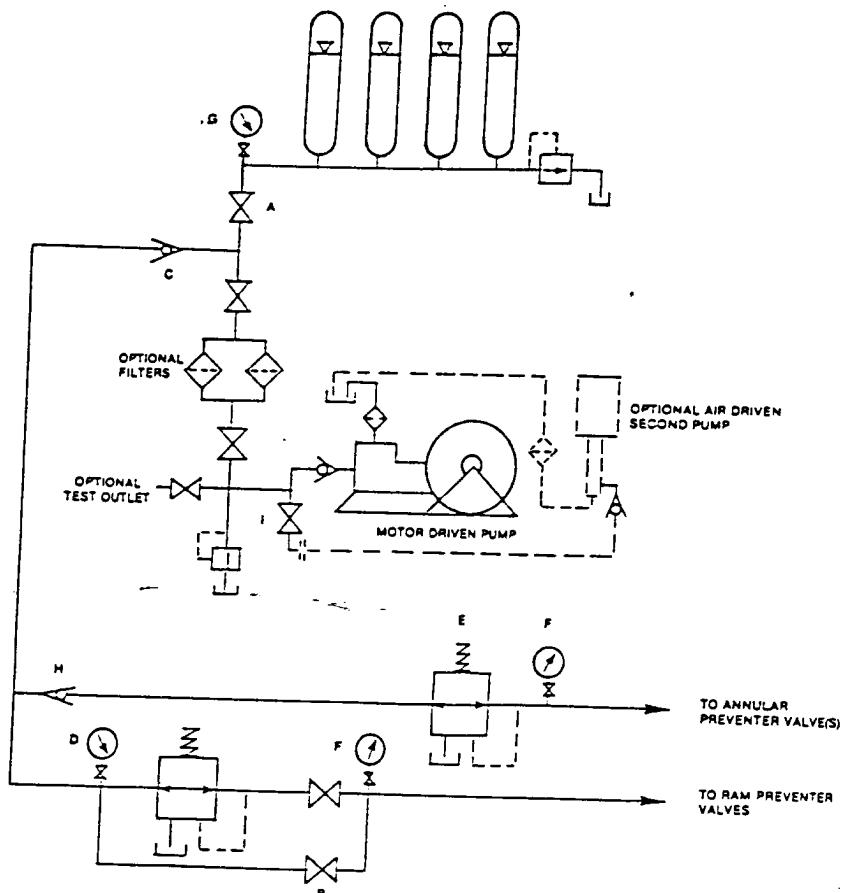 G
A
C
OPTIONAL
FILTERS
OPTIONAL AIR DRIVEN
SECOND PUMP
OPTIONAL
TEST OUTLET
I
MOTOR DRIVEN PUMP
E
F
H
TO ANNULAR
PREVENTER VALVE(S)
D
F
TO RAM PREVENTER
VALVES